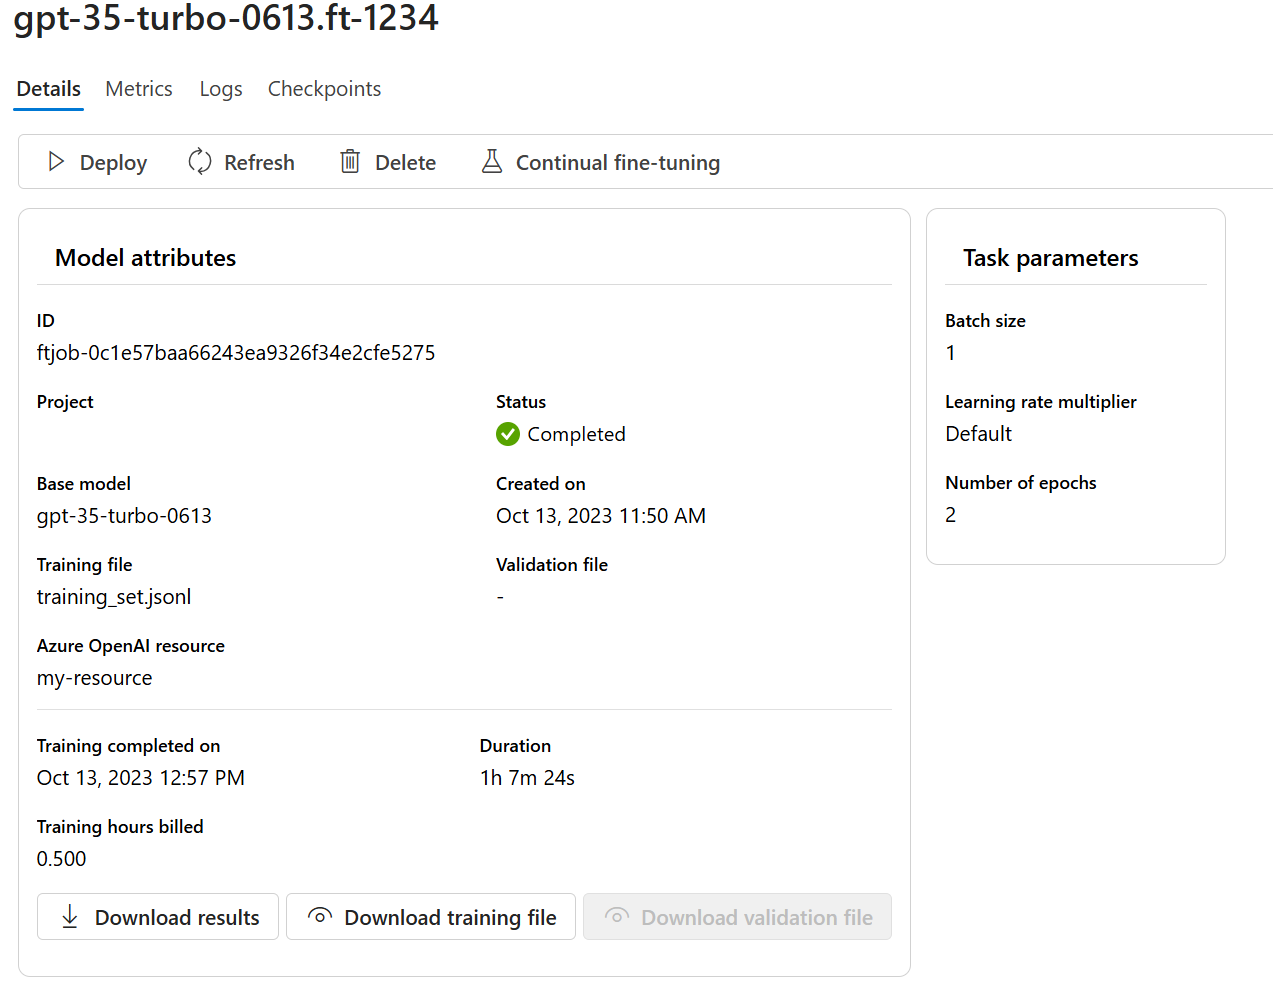 gpt-35-turbo-0613.ft-1234
Details Metrics Logs Checkpoints
Deploy Refresh Delete Continual fine-tuning
Model attributes
ID
ftjob-0c1e57baa66243ea9326f34e2cfe5275
Project Status
Completed
Base model Created on
gpt-35-turbo-0613 Oct 13, 2023 11:50 AM
Training file Validation file
training_set.jsonl -
Azure OpenAI resource
my-resource
Training completed on Duration
Oct 13, 2023 12:57 PM 1h 7m 24s
Training hours billed
0.500
Download results Download training file Download validation file
Task parameters
Batch size
1
Learning rate multiplier
Default
Number of epochs
2